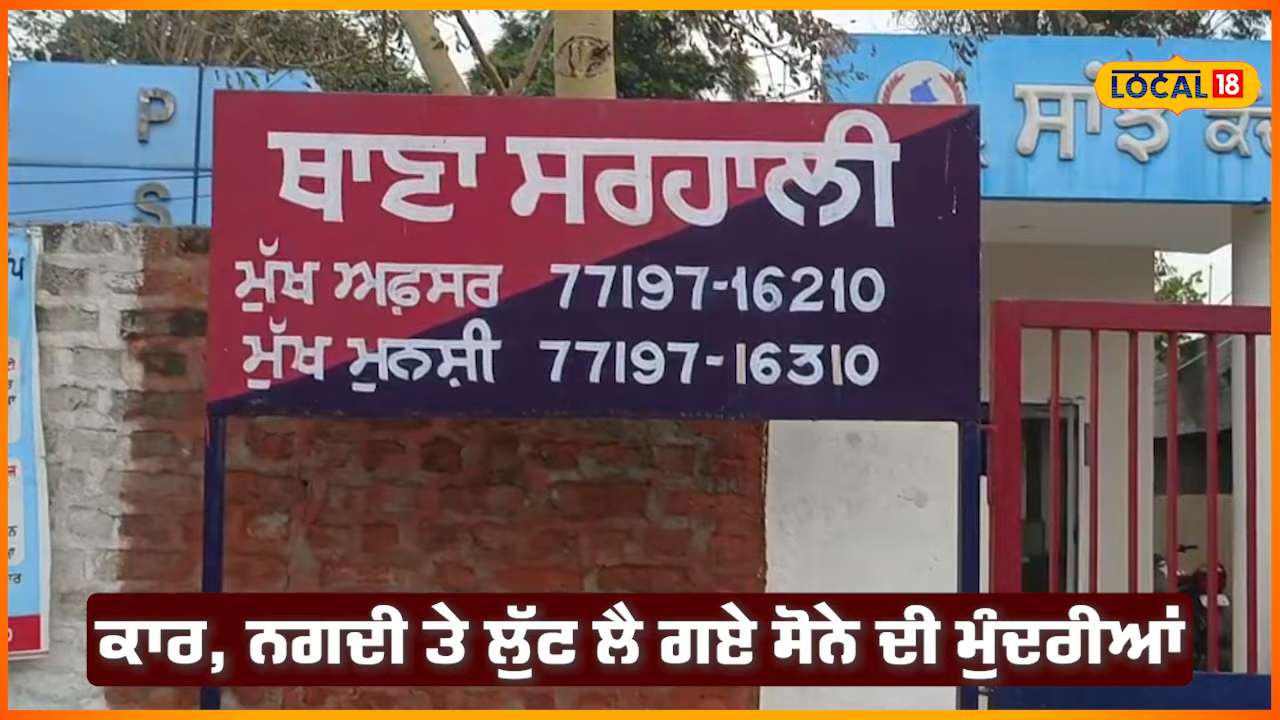 LOCAL 18
P
S
ਸਾਂਝ
ਥਾਣਾ ਸਰਹਾਲੀ
ਮੁੱਖ ਅਫ਼ਸਰ 77197-16210
ਮੁੱਖ ਮੁਨਸ਼ੀ 77197-16310
ਕਾਰ, ਨਗਦੀ ਤੇ ਲੁੱਟ ਲੈ ਗਏ ਸੋਨੇ ਦੀ ਮੁੰਦਰੀਆਂ